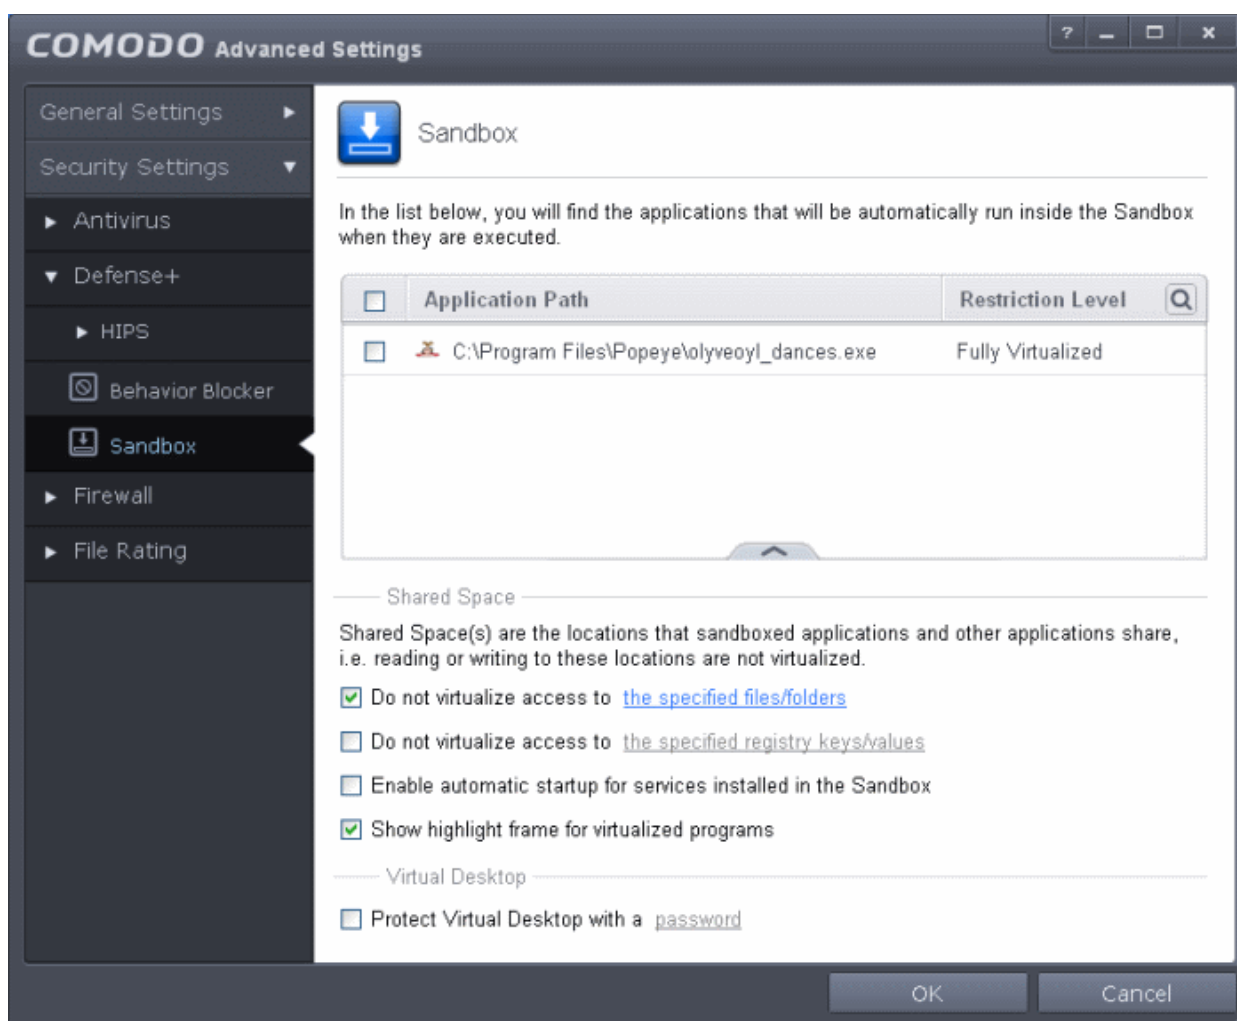 COMODO Advanced Settings
?
General Settings
Security Settings
Antivirus
Defense+
HIPS
Behavior Blocker
Sandbox
Firewall
File Rating
Sandbox
In the list below, you will find the applications that will be automatically run inside the Sandbox
when they are executed.
Application Path Restriction Level
C:\Program Files\Popeye\olyveoyl_dances.exe Fully Virtualized
Shared Space
Shared Space(s) are the locations that sandboxed applications and other applications share,
i.e. reading or writing to these locations are not virtualized.
Do not virtualize access to the specified files/folders
Do not virtualize access to the specified registry keys/values
Enable automatic startup for services installed in the Sandbox
Show highlight frame for virtualized programs
Virtual Desktop
Protect Virtual Desktop with a password
OK Cancel